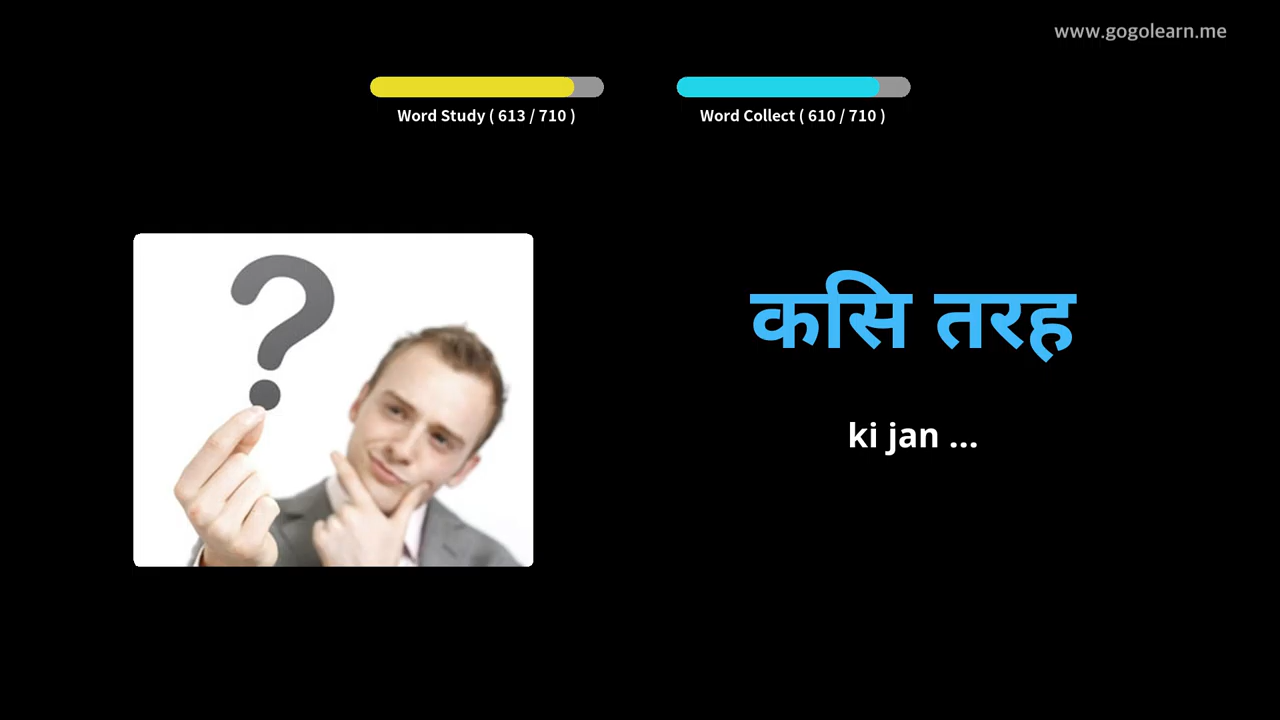 www.gogolearn.me
Word Study ( 613 / 710 )
Word Collect ( 610 / 710 )
कसि तरह
ki jan ...